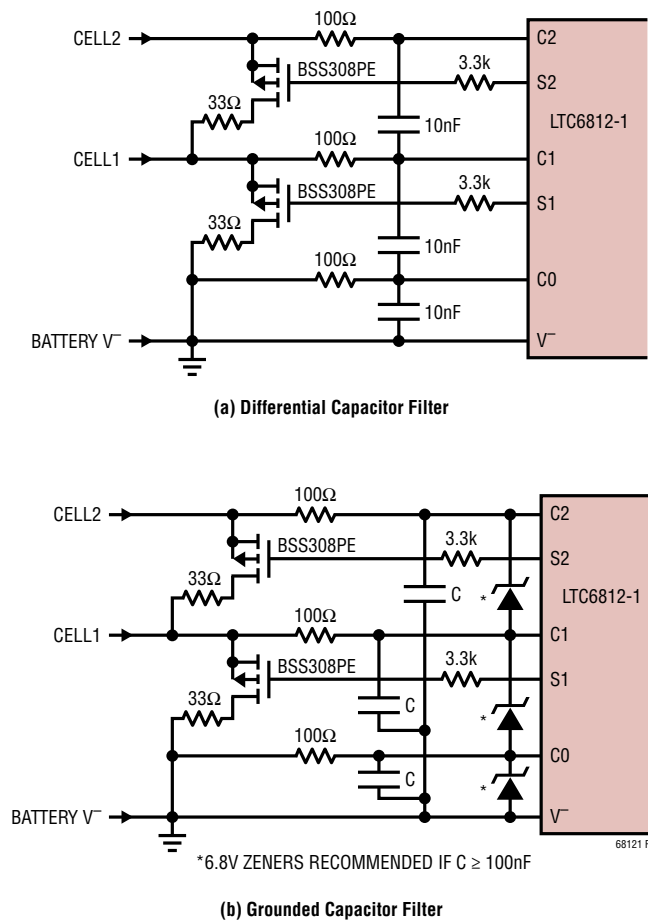 100Ω
CELL2
C2
BSS308PE
3.3k
S2
33Ω
LTC6812-1
10nF
100Ω
CELL1
C1
BSS308PE
3.3k
S1
33Ω
10nF
100Ω
C0
10nF
BATTERY V–
V–
(a) Differential Capacitor Filter
100Ω
CELL2
C2
BSS308PE
3.3k
S2
33Ω
C
*
LTC6812-1
100Ω
CELL1
C1
BSS308PE
3.3k
S1
33Ω
C
*
100Ω
C0
C
*
BATTERY V–
V–
68121 F
*6.8V ZENERS RECOMMENDED IF C ≥ 100nF
(b) Grounded Capacitor Filter